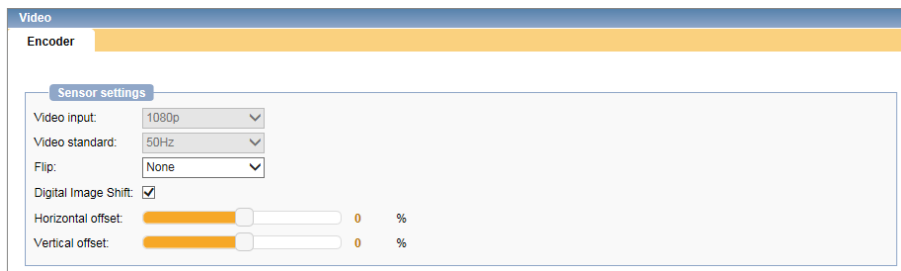 Video
Encoder
Sensor settings
Video input: 1080p
Video standard: 50Hz
Flip: None
Digital Image Shift:
Horizontal offset: 0 %
Vertical offset: 0 %